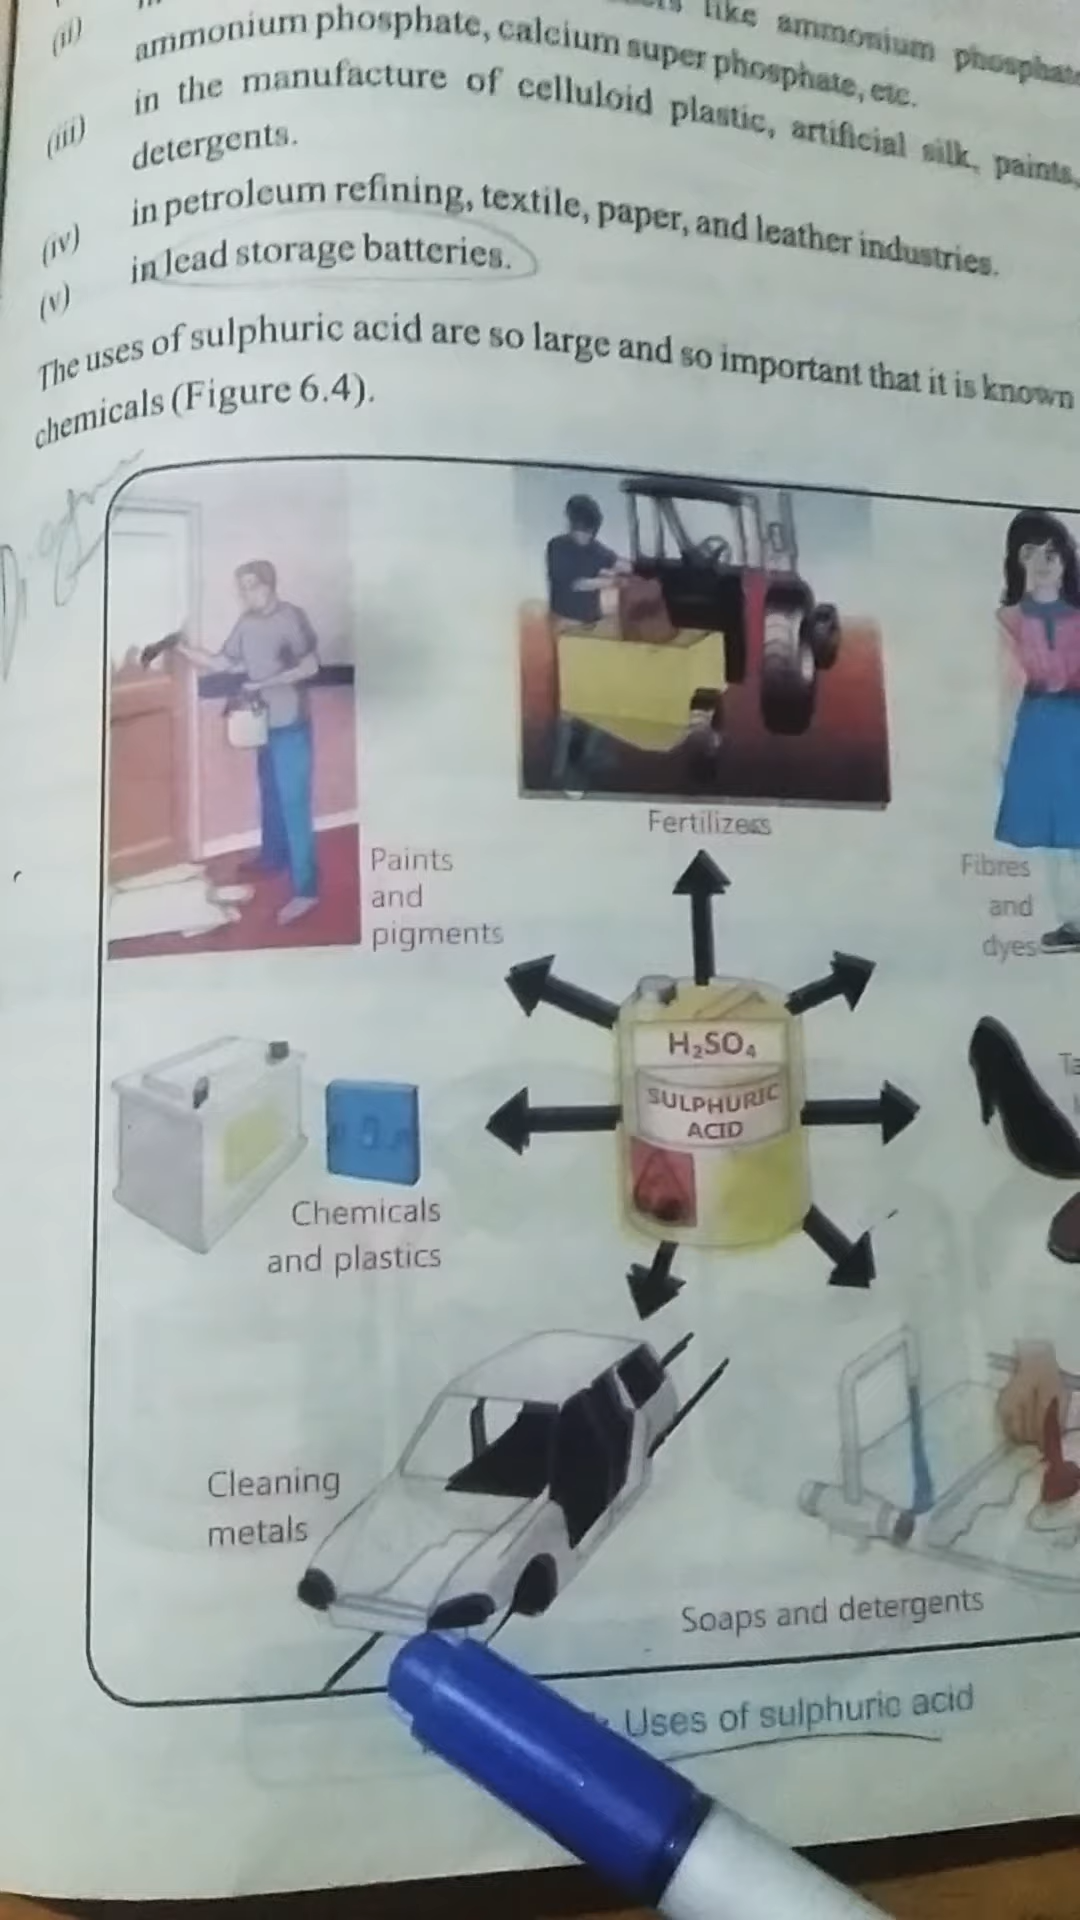 (ii) like ammonium phosphate
ammonium phosphate, calcium super phosphate, etc.
(iii) in the manufacture of celluloid plastic, artificial silk, paints,
detergents.
(iv) in petroleum refining, textile, paper, and leather industries.
(v) in lead storage batteries.
The uses of sulphuric acid are so large and so important that it is known
chemicals (Figure 6.4).
Fertilizess
Paints
and
pigments
Fibres
and
dyes
H₂SO₄
SULPHURIC
ACID
Chemicals
and plastics
Cleaning
metals
Soaps and detergents
Uses of sulphuric acid